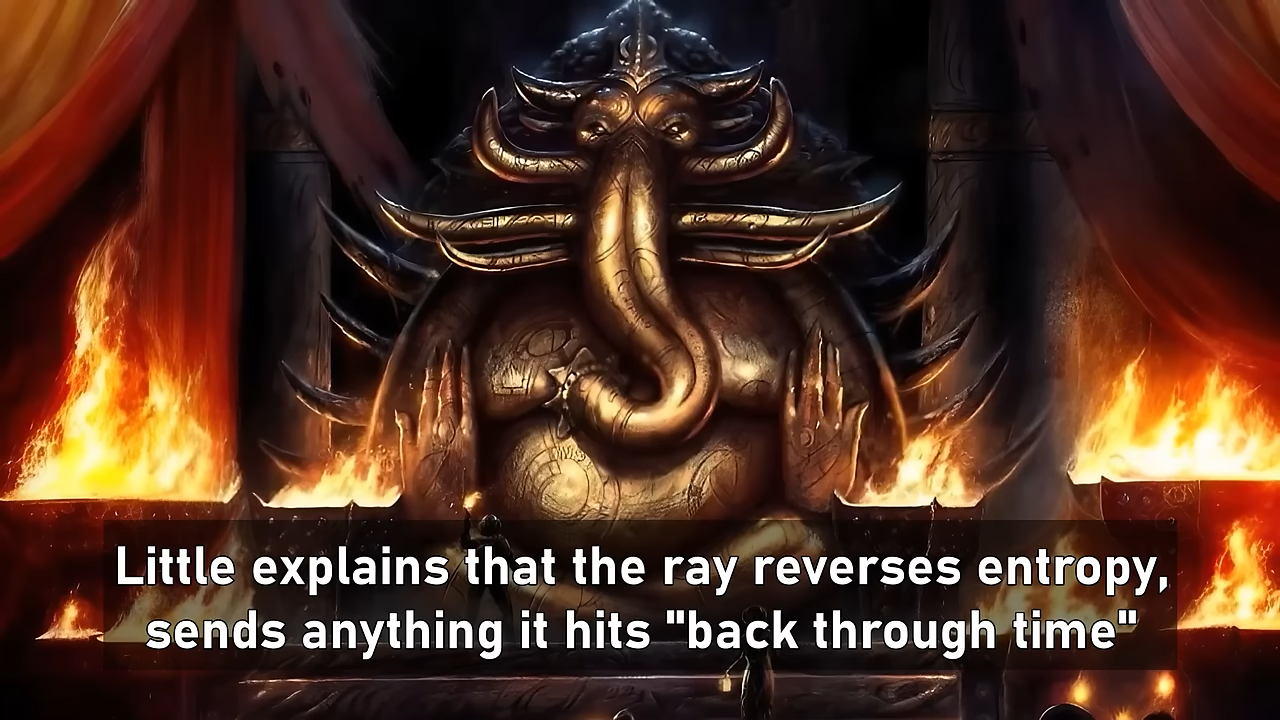 Little explains that the ray reverses entropy,
sends anything it hits "back through time"